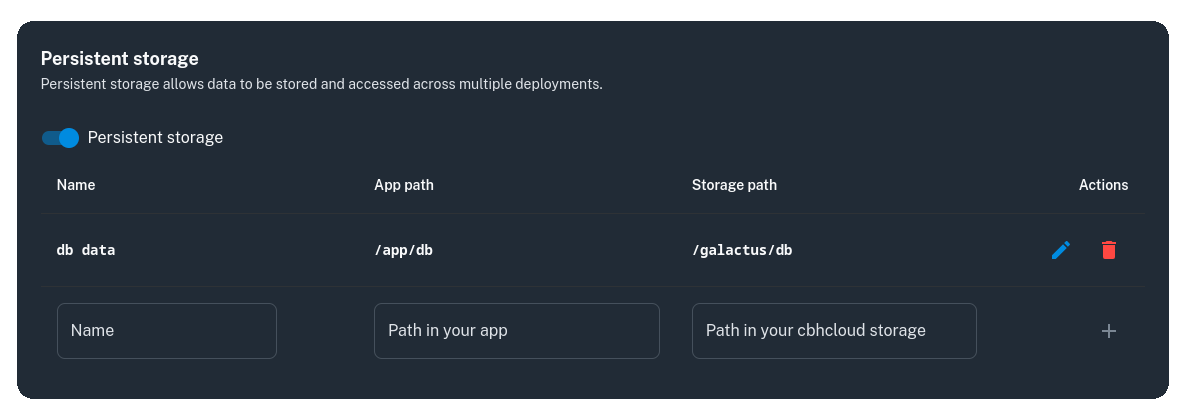 Persistent storage
Persistent storage allows data to be stored and accessed across multiple deployments.
Persistent storage
Name App path Storage path Actions
db data /app/db /galactus/db
Name Path in your app Path in your cbhcloud storage